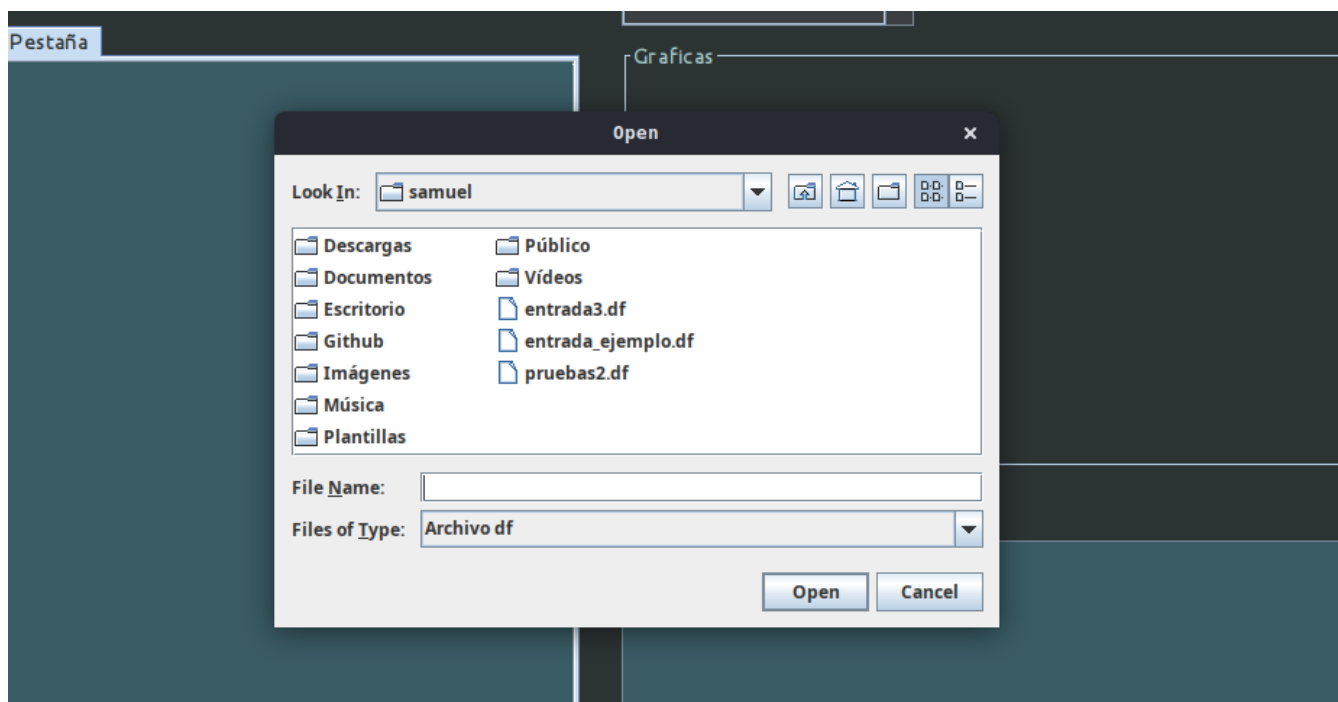 Pestaña
Graficas
Open
Look In: samuel
Descargas
Documentos
Escritorio
Github
Imágenes
Música
Plantillas
Público
Vídeos
entrada3.df
entrada_ejemplo.df
pruebas2.df
File Name:
Files of Type: Archivo df
Open Cancel